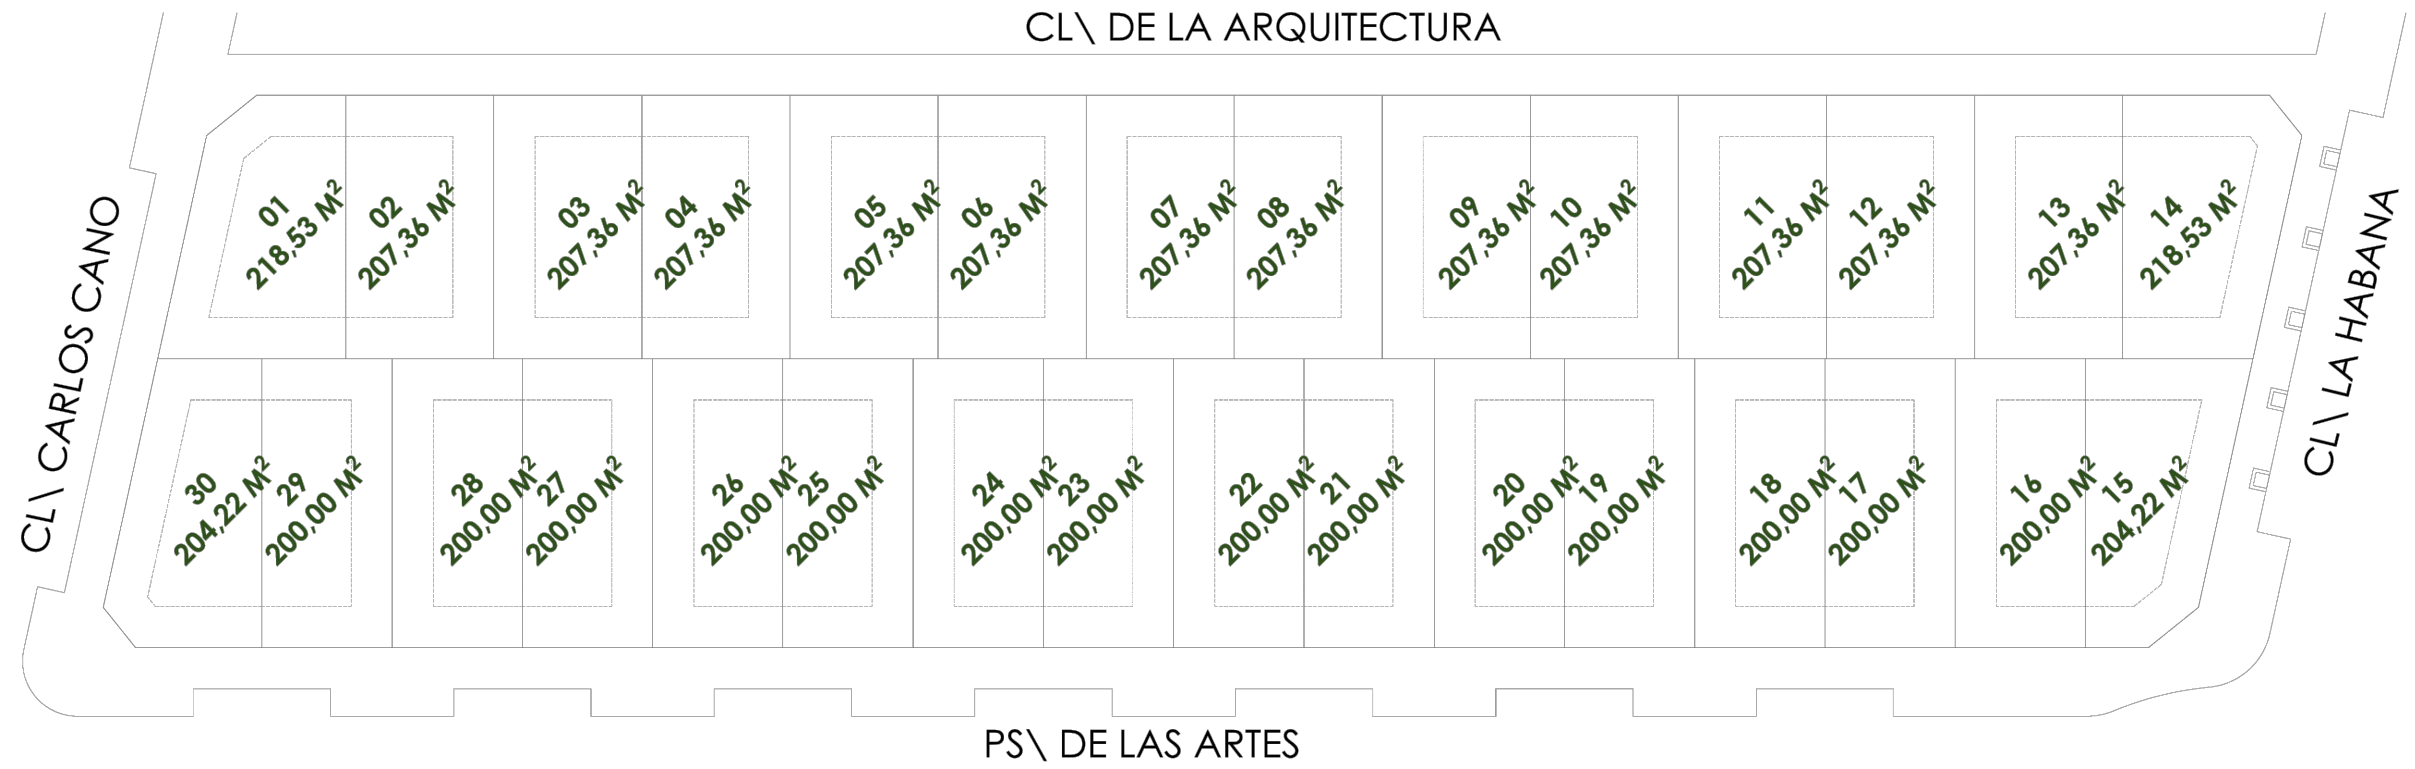 CL\ DE LA ARQUITECTURA
CL\ CARLOS CANO
01
218,53 M²
02
207,36 M²
03
207,36 M²
04
207,36 M²
05
207,36 M²
06
207,36 M²
07
207,36 M²
08
207,36 M²
09
207,36 M²
10
207,36 M²
11
207,36 M²
12
207,36 M²
13
207,36 M²
14
218,53 M²
CL\ LA HABANA
30
204,22 M²
29
200,00 M²
28
200,00 M²
27
200,00 M²
26
200,00 M²
25
200,00 M²
24
200,00 M²
23
200,00 M²
22
200,00 M²
21
200,00 M²
20
200,00 M²
19
200,00 M²
18
200,00 M²
17
200,00 M²
16
200,00 M²
15
204,22 M²
PS\ DE LAS ARTES